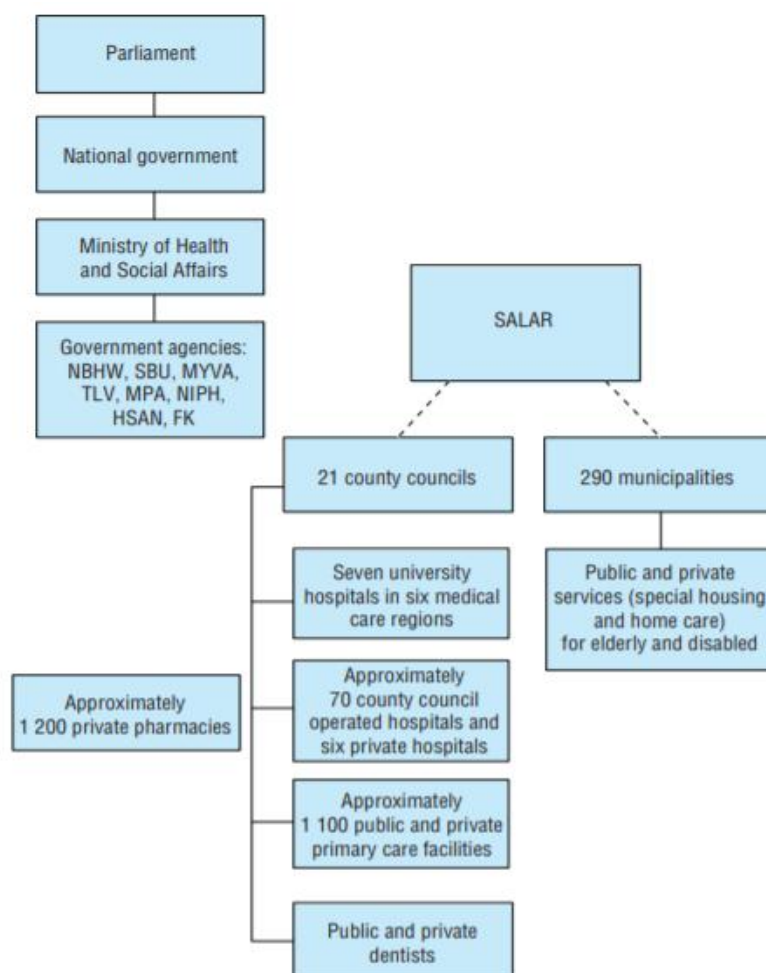 Parliament
National government
Ministry of Health
and Social Affairs
Government agencies:
NBHW, SBU, MYVA,
TLV, MPA, NIPH,
HSAN, FK
SALAR
21 county councils
290 municipalities
Seven university
hospitals in six medical
care regions
Public and private
services (special housing
and home care)
for elderly and disabled
Approximately
1 200 private pharmacies
Approximately
70 county council
operated hospitals and
six private hospitals
Approximately
1 100 public and private
primary care facilities
Public and private
dentists